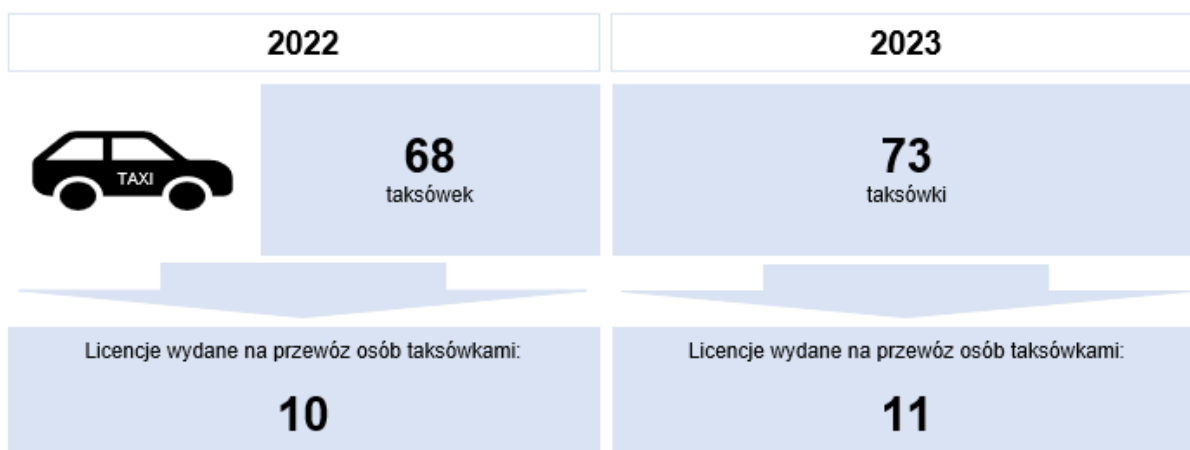 2022
2023
TAXI
68
taksówek
73
taksówki
Licencje wydane na przewóz osób taksówkami:
10
Licencje wydane na przewóz osób taksówkami:
11